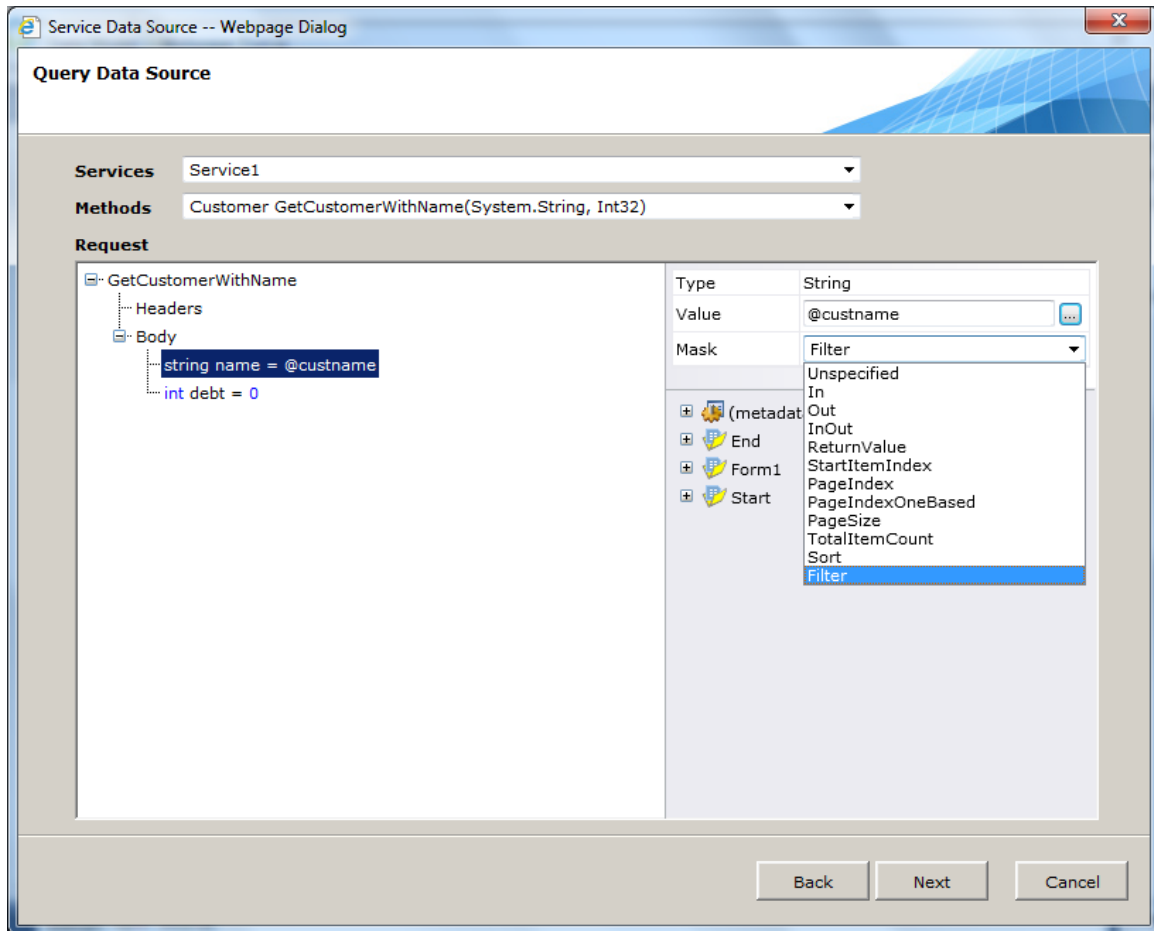 Service Data Source -- Webpage Dialog
X
Query Data Source
Services Service1
Methods Customer GetCustomerWithName(System.String, Int32)
Request
GetCustomerWithName
Headers
Body
string name = @custname
int debt = 0
Type String
Value @custname ...
Mask Filter
Unspecified
In
Out
InOut
ReturnValue
StartItemIndex
PageIndex
PageIndexOneBased
PageSize
TotalItemCount
Sort
Filter
(metadat
End
Form1
Start
Back Next Cancel